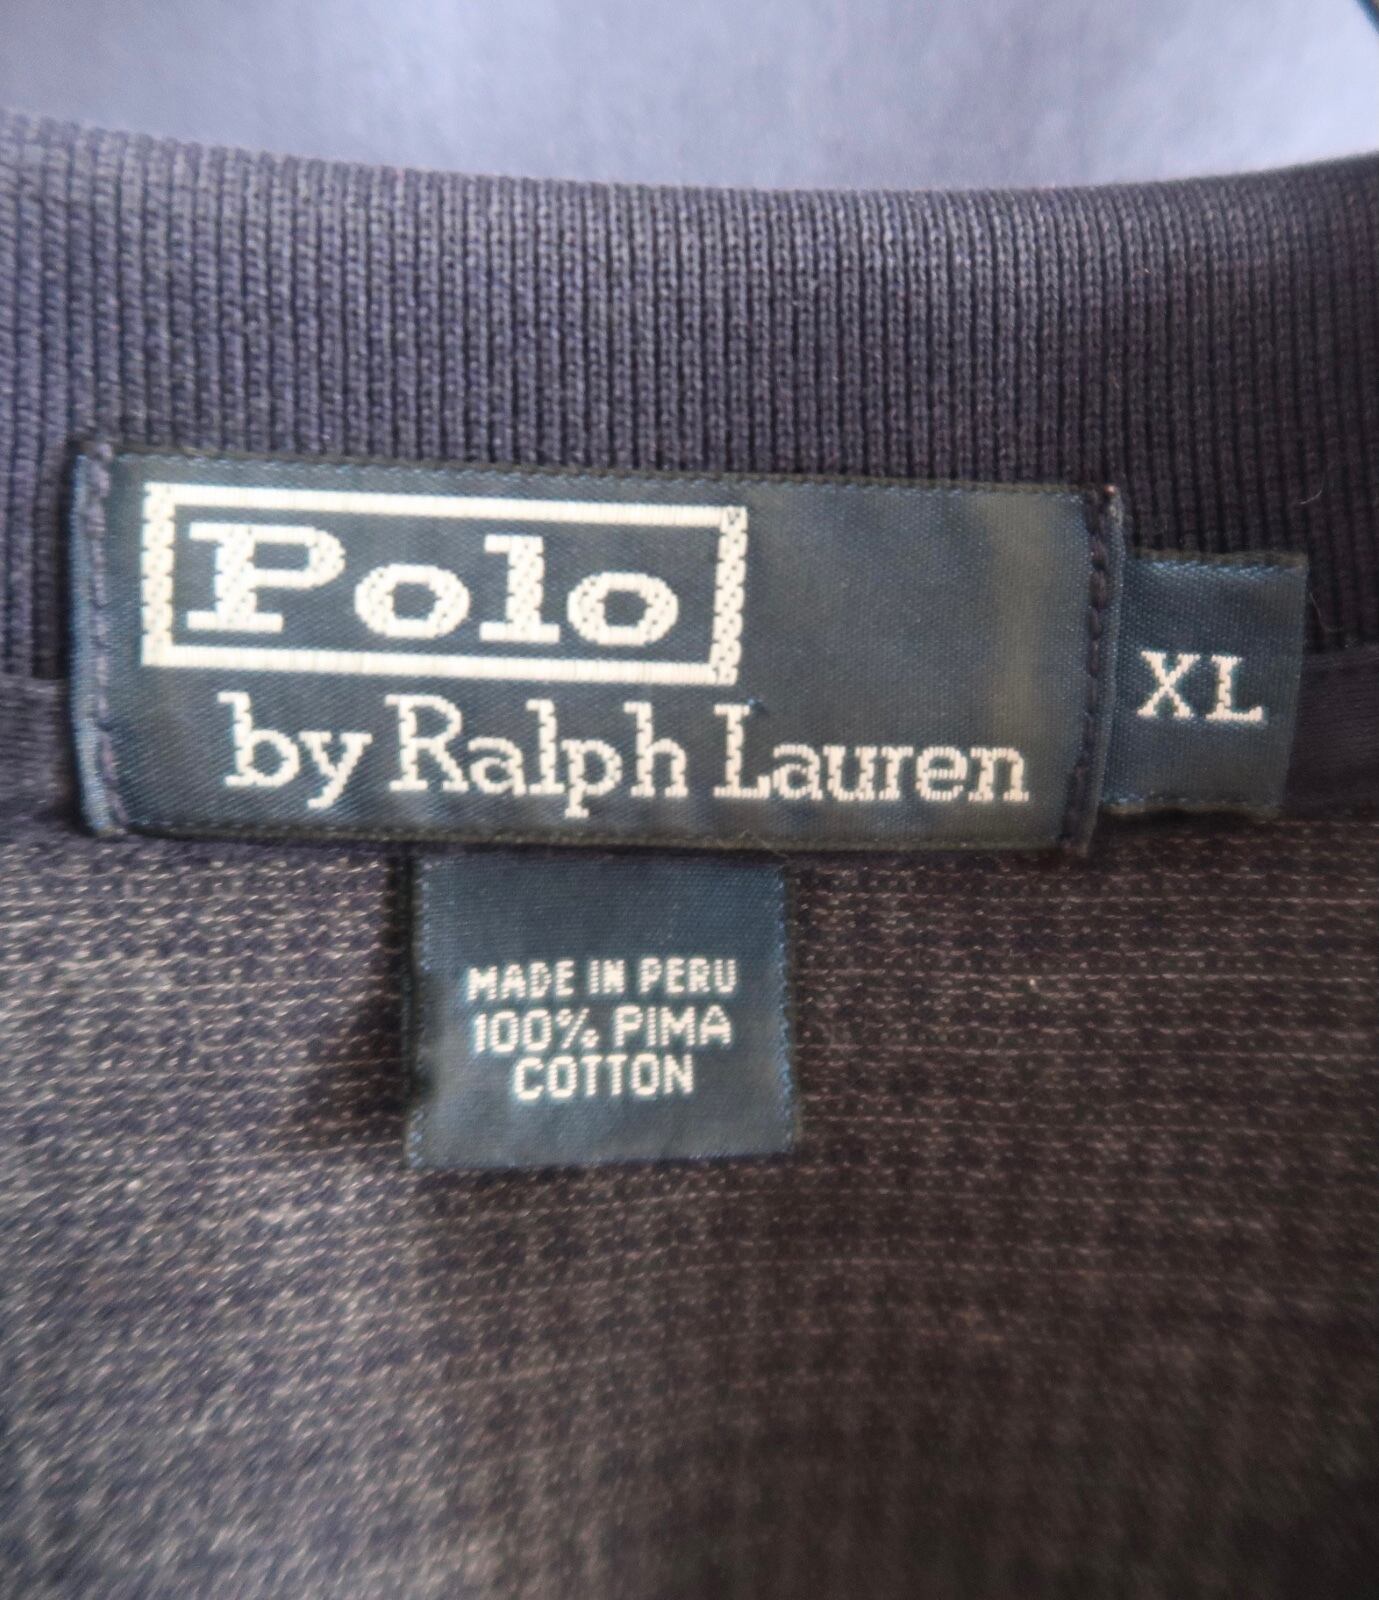 Polo
by Ralph Lauren
XL
MADE IN PERU
100% PIMA
COTTON